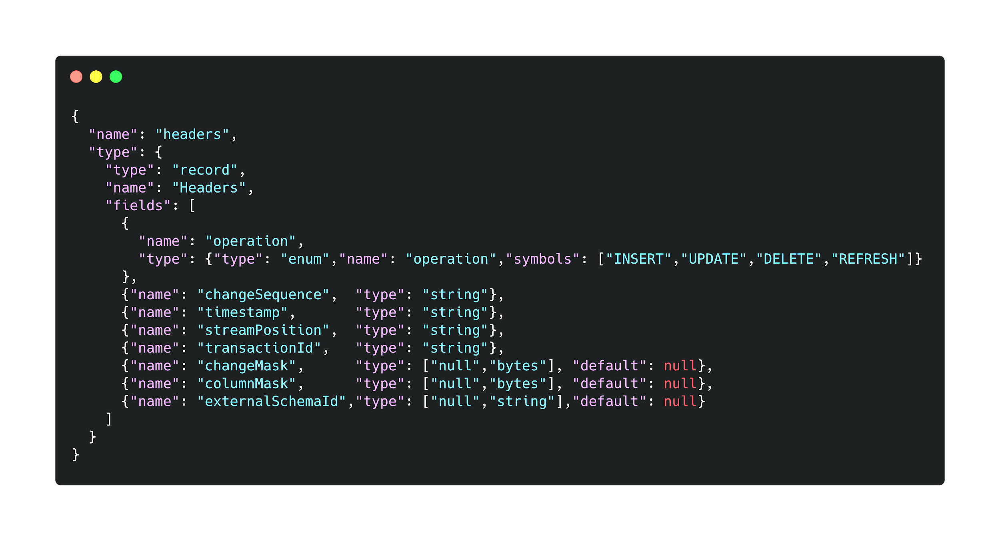 {
  "name": "headers",
  "type": {
    "type": "record",
    "name": "Headers",
    "fields": [
      {
        "name": "operation",
        "type": {"type": "enum","name": "operation","symbols": ["INSERT","UPDATE","DELETE","REFRESH"]}
      },
      {"name": "changeSequence",  "type": "string"},
      {"name": "timestamp",       "type": "string"},
      {"name": "streamPosition",  "type": "string"},
      {"name": "transactionId",   "type": "string"},
      {"name": "changeMask",      "type": ["null","bytes"], "default": null},
      {"name": "columnMask",      "type": ["null","bytes"], "default": null},
      {"name": "externalSchemaId","type": ["null","string"],"default": null}
    ]
  }
}